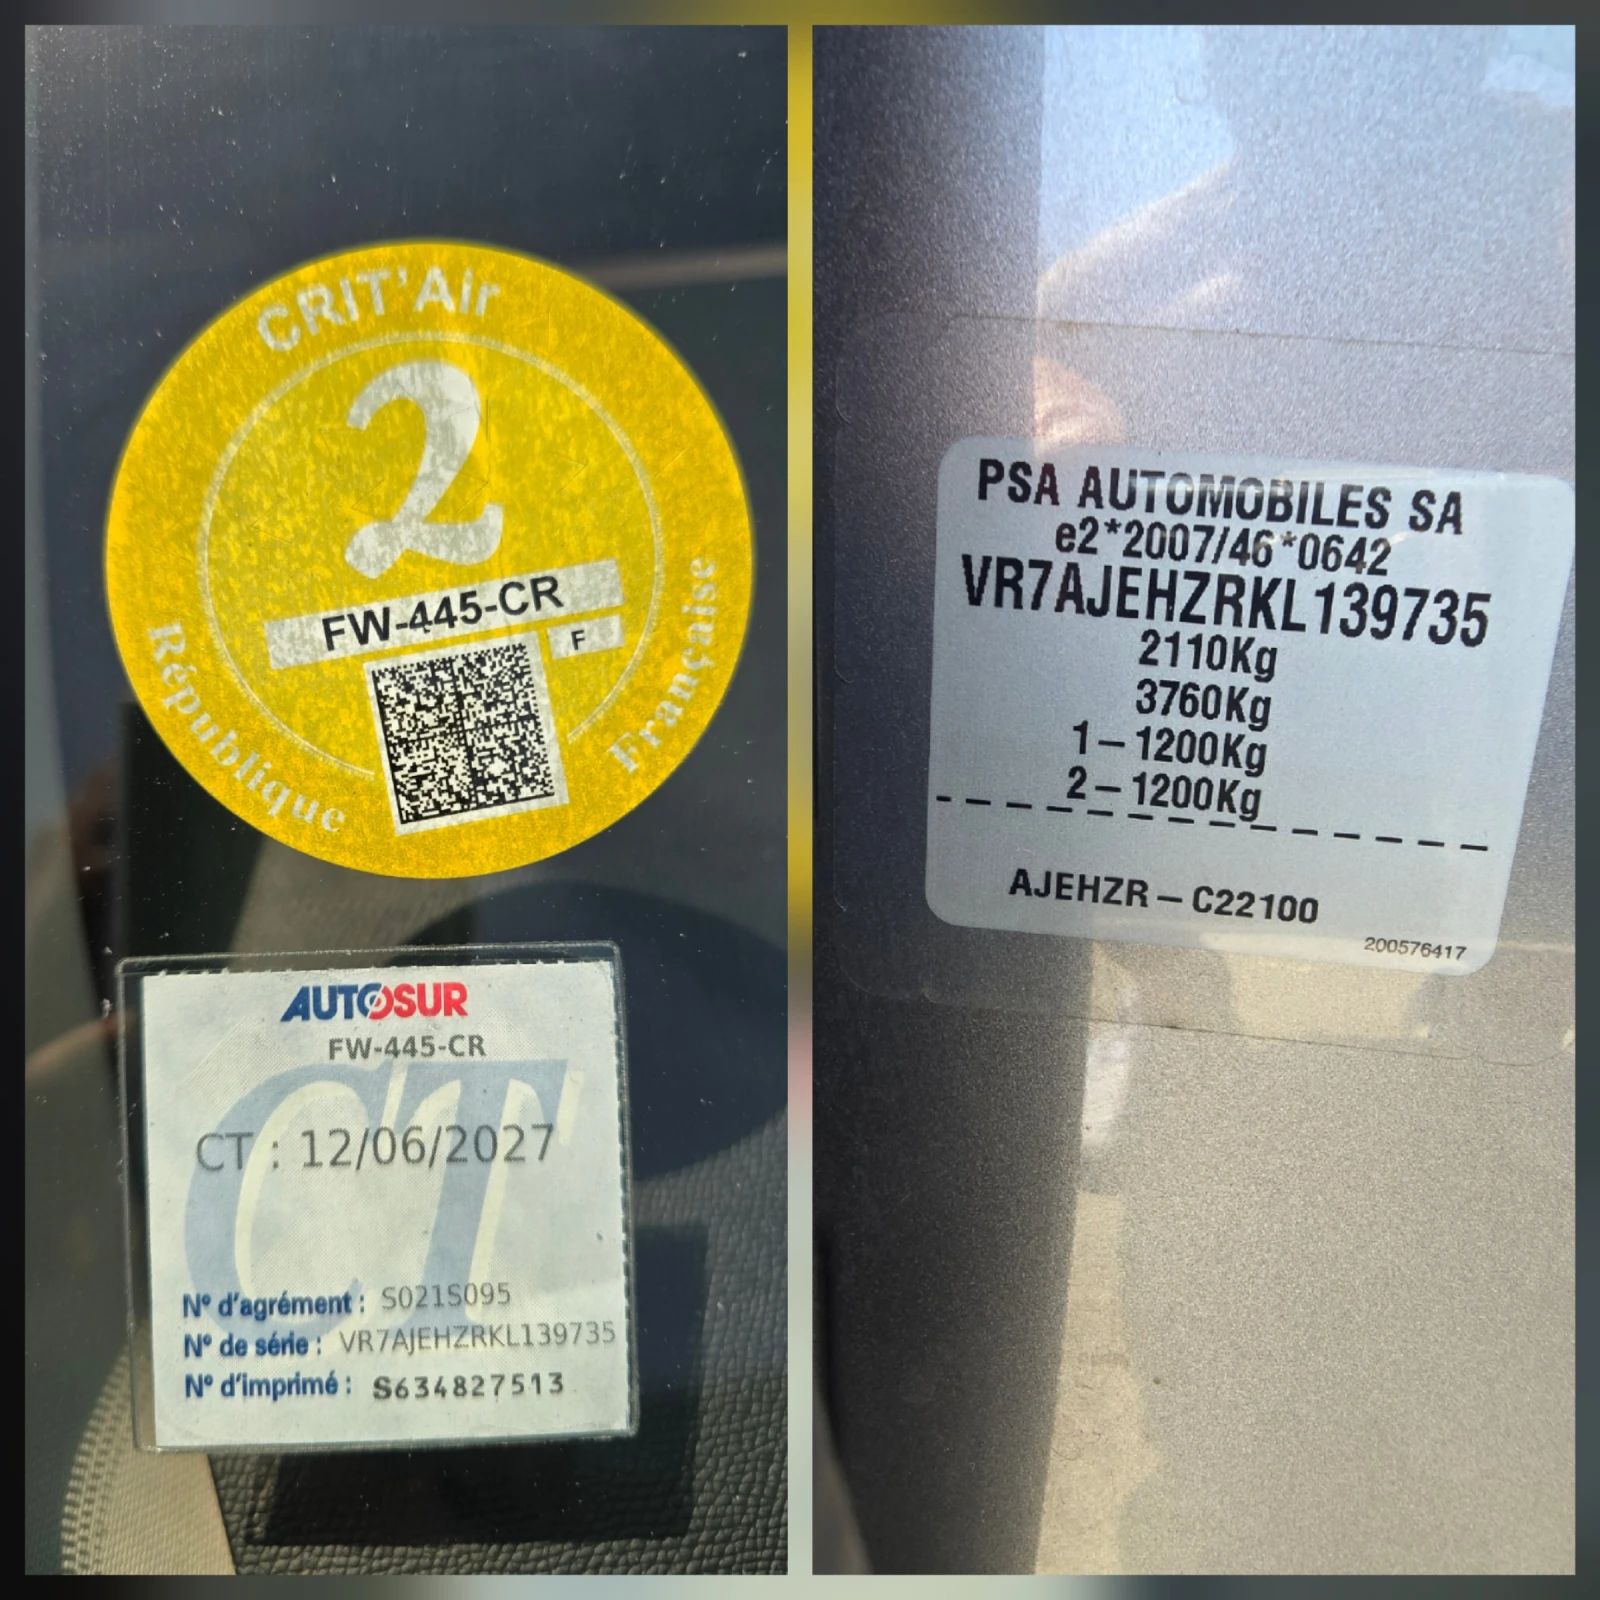 CRIT'Air
2
FW-445-CR
F
République Française
AUTOSUR
FW-445-CR
CT
CT : 12/06/2027
N° d'agrément : S021S095
N° de série : VR7AJEHZRKL139735
N° d'imprimé : S634827513
PSA AUTOMOBILES SA
e2*2007/46*0642
VR7AJEHZRKL139735
2110Kg
3760Kg
1 – 1200Kg
2 – 1200Kg
AJEHZR – C22100
200576417